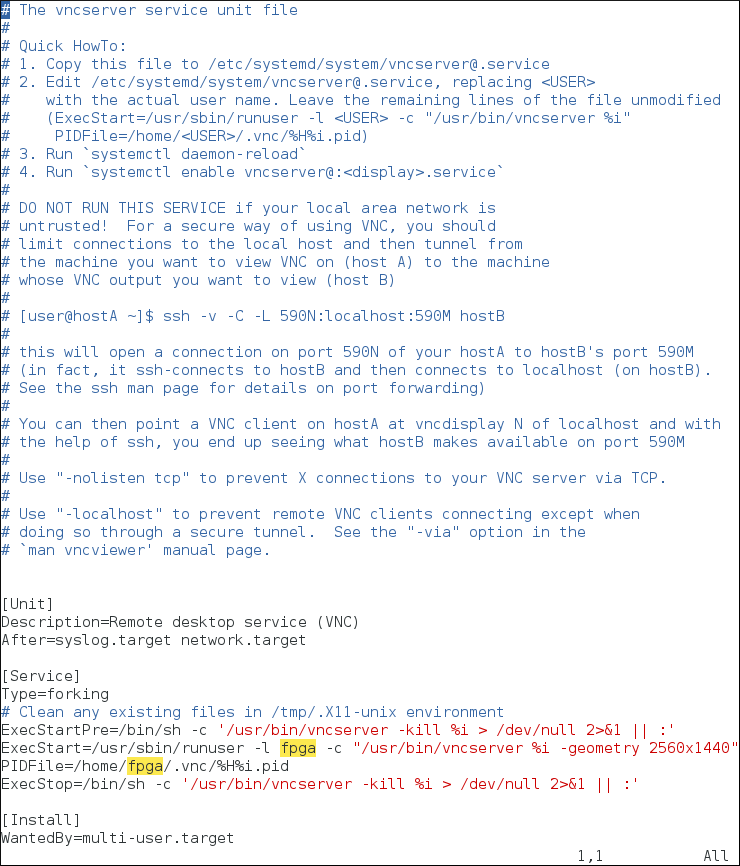 # The vncserver service unit file
#
# Quick HowTo:
# 1. Copy this file to /etc/systemd/system/vncserver@.service
# 2. Edit /etc/systemd/system/vncserver@.service, replacing <USER>
#    with the actual user name. Leave the remaining lines of the file unmodified
#    (ExecStart=/usr/sbin/runuser -l <USER> -c "/usr/bin/vncserver %i"
#     PIDFile=/home/<USER>/.vnc/%H%i.pid)
# 3. Run `systemctl daemon-reload`
# 4. Run `systemctl enable vncserver@:<display>.service`
#
# DO NOT RUN THIS SERVICE if your local area network is
# untrusted!  For a secure way of using VNC, you should
# limit connections to the local host and then tunnel from
# the machine you want to view VNC on (host A) to the machine
# whose VNC output you want to view (host B)
#
# [user@hostA ~]$ ssh -v -C -L 590N:localhost:590M hostB
#
# this will open a connection on port 590N of your hostA to hostB's port 590M
# (in fact, it ssh-connects to hostB and then connects to localhost (on hostB).
# See the ssh man page for details on port forwarding)
#
# You can then point a VNC client on hostA at vncdisplay N of localhost and with
# the help of ssh, you end up seeing what hostB makes available on port 590M
#
# Use "-nolisten tcp" to prevent X connections to your VNC server via TCP.
#
# Use "-localhost" to prevent remote VNC clients connecting except when
# doing so through a secure tunnel.  See the "-via" option in the
# `man vncviewer' manual page.
[Unit]
Description=Remote desktop service (VNC)
After=syslog.target network.target
[Service]
Type=forking
# Clean any existing files in /tmp/.X11-unix environment
ExecStartPre=/bin/sh -c '/usr/bin/vncserver -kill %i > /dev/null 2>&1 || :'
ExecStart=/usr/sbin/runuser -l fpga -c "/usr/bin/vncserver %i -geometry 2560x1440"
PIDFile=/home/fpga/.vnc/%H%i.pid
ExecStop=/bin/sh -c '/usr/bin/vncserver -kill %i > /dev/null 2>&1 || :'
[Install]
WantedBy=multi-user.target
1,1 All